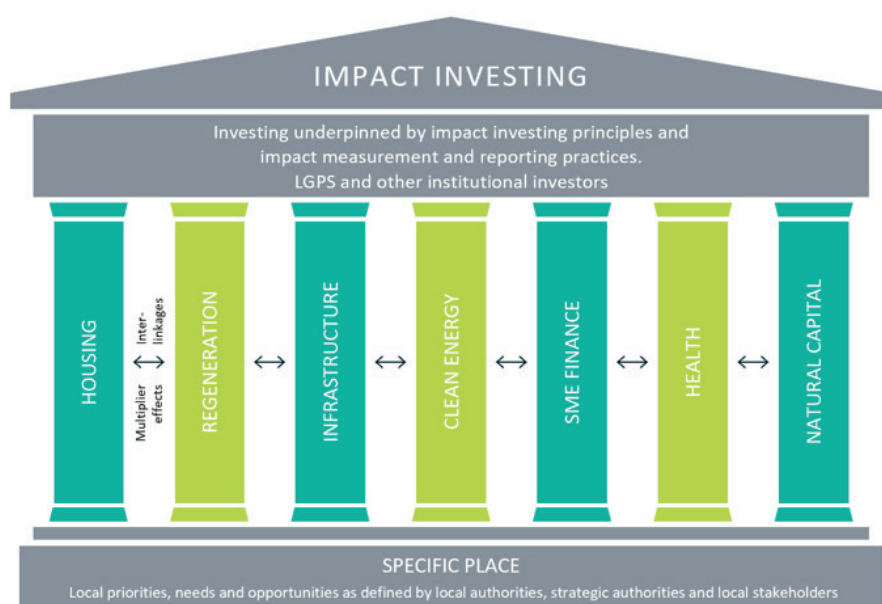 IMPACT INVESTING
Investing underpinned by impact investing principles and
impact measurement and reporting practices.
LGPS and other institutional investors
HOUSING
Inter-
linkages
Multiplier
effects
REGENERATION
INFRASTRUCTURE
CLEAN ENERGY
SME FINANCE
HEALTH
NATURAL CAPITAL
SPECIFIC PLACE
Local priorities, needs and opportunities as defined by local authorities, strategic authorities and local stakeholders